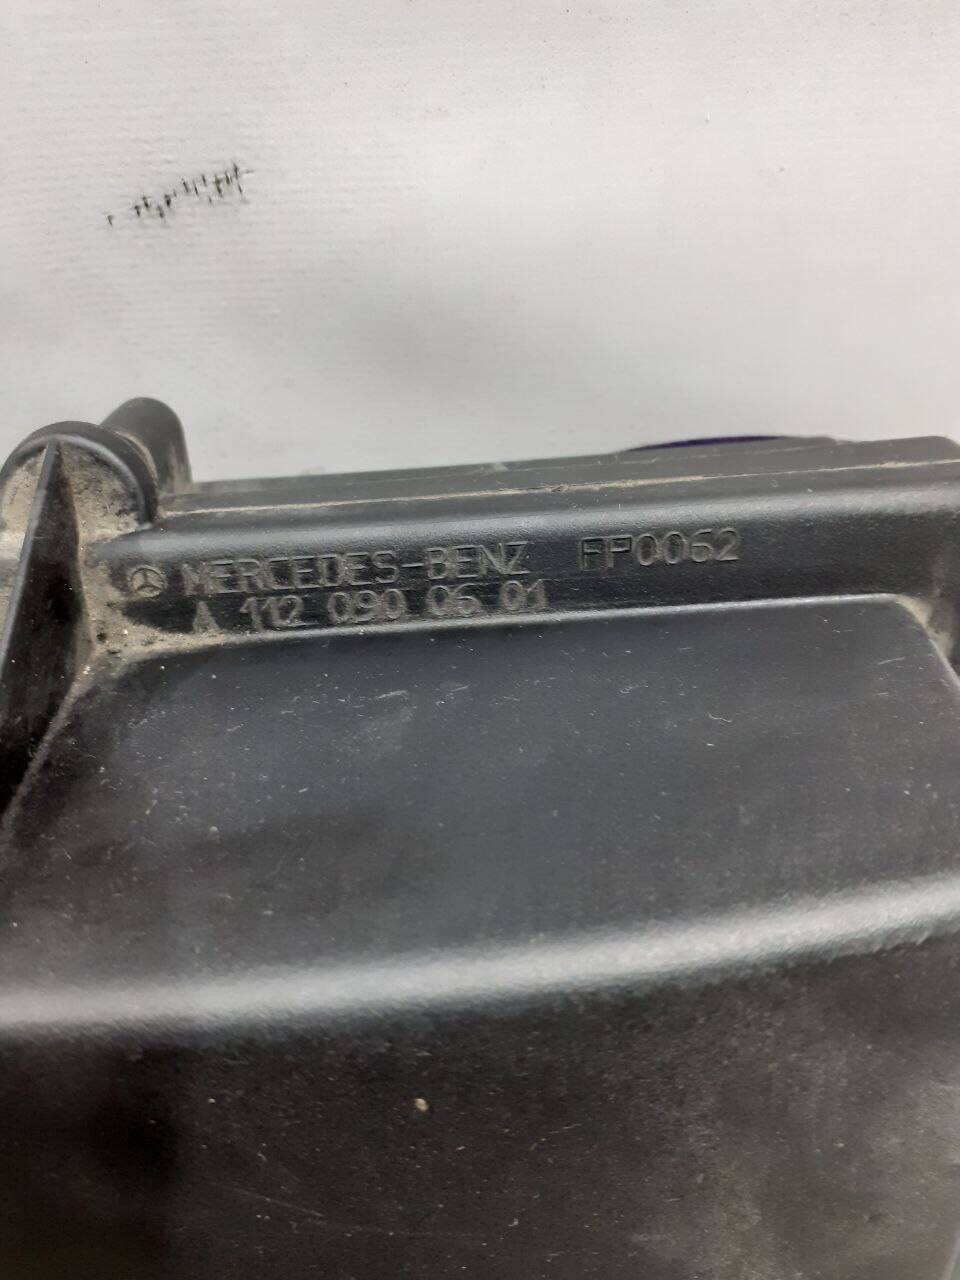 MERCEDES-BENZ FP0062
A 112 090 06 01